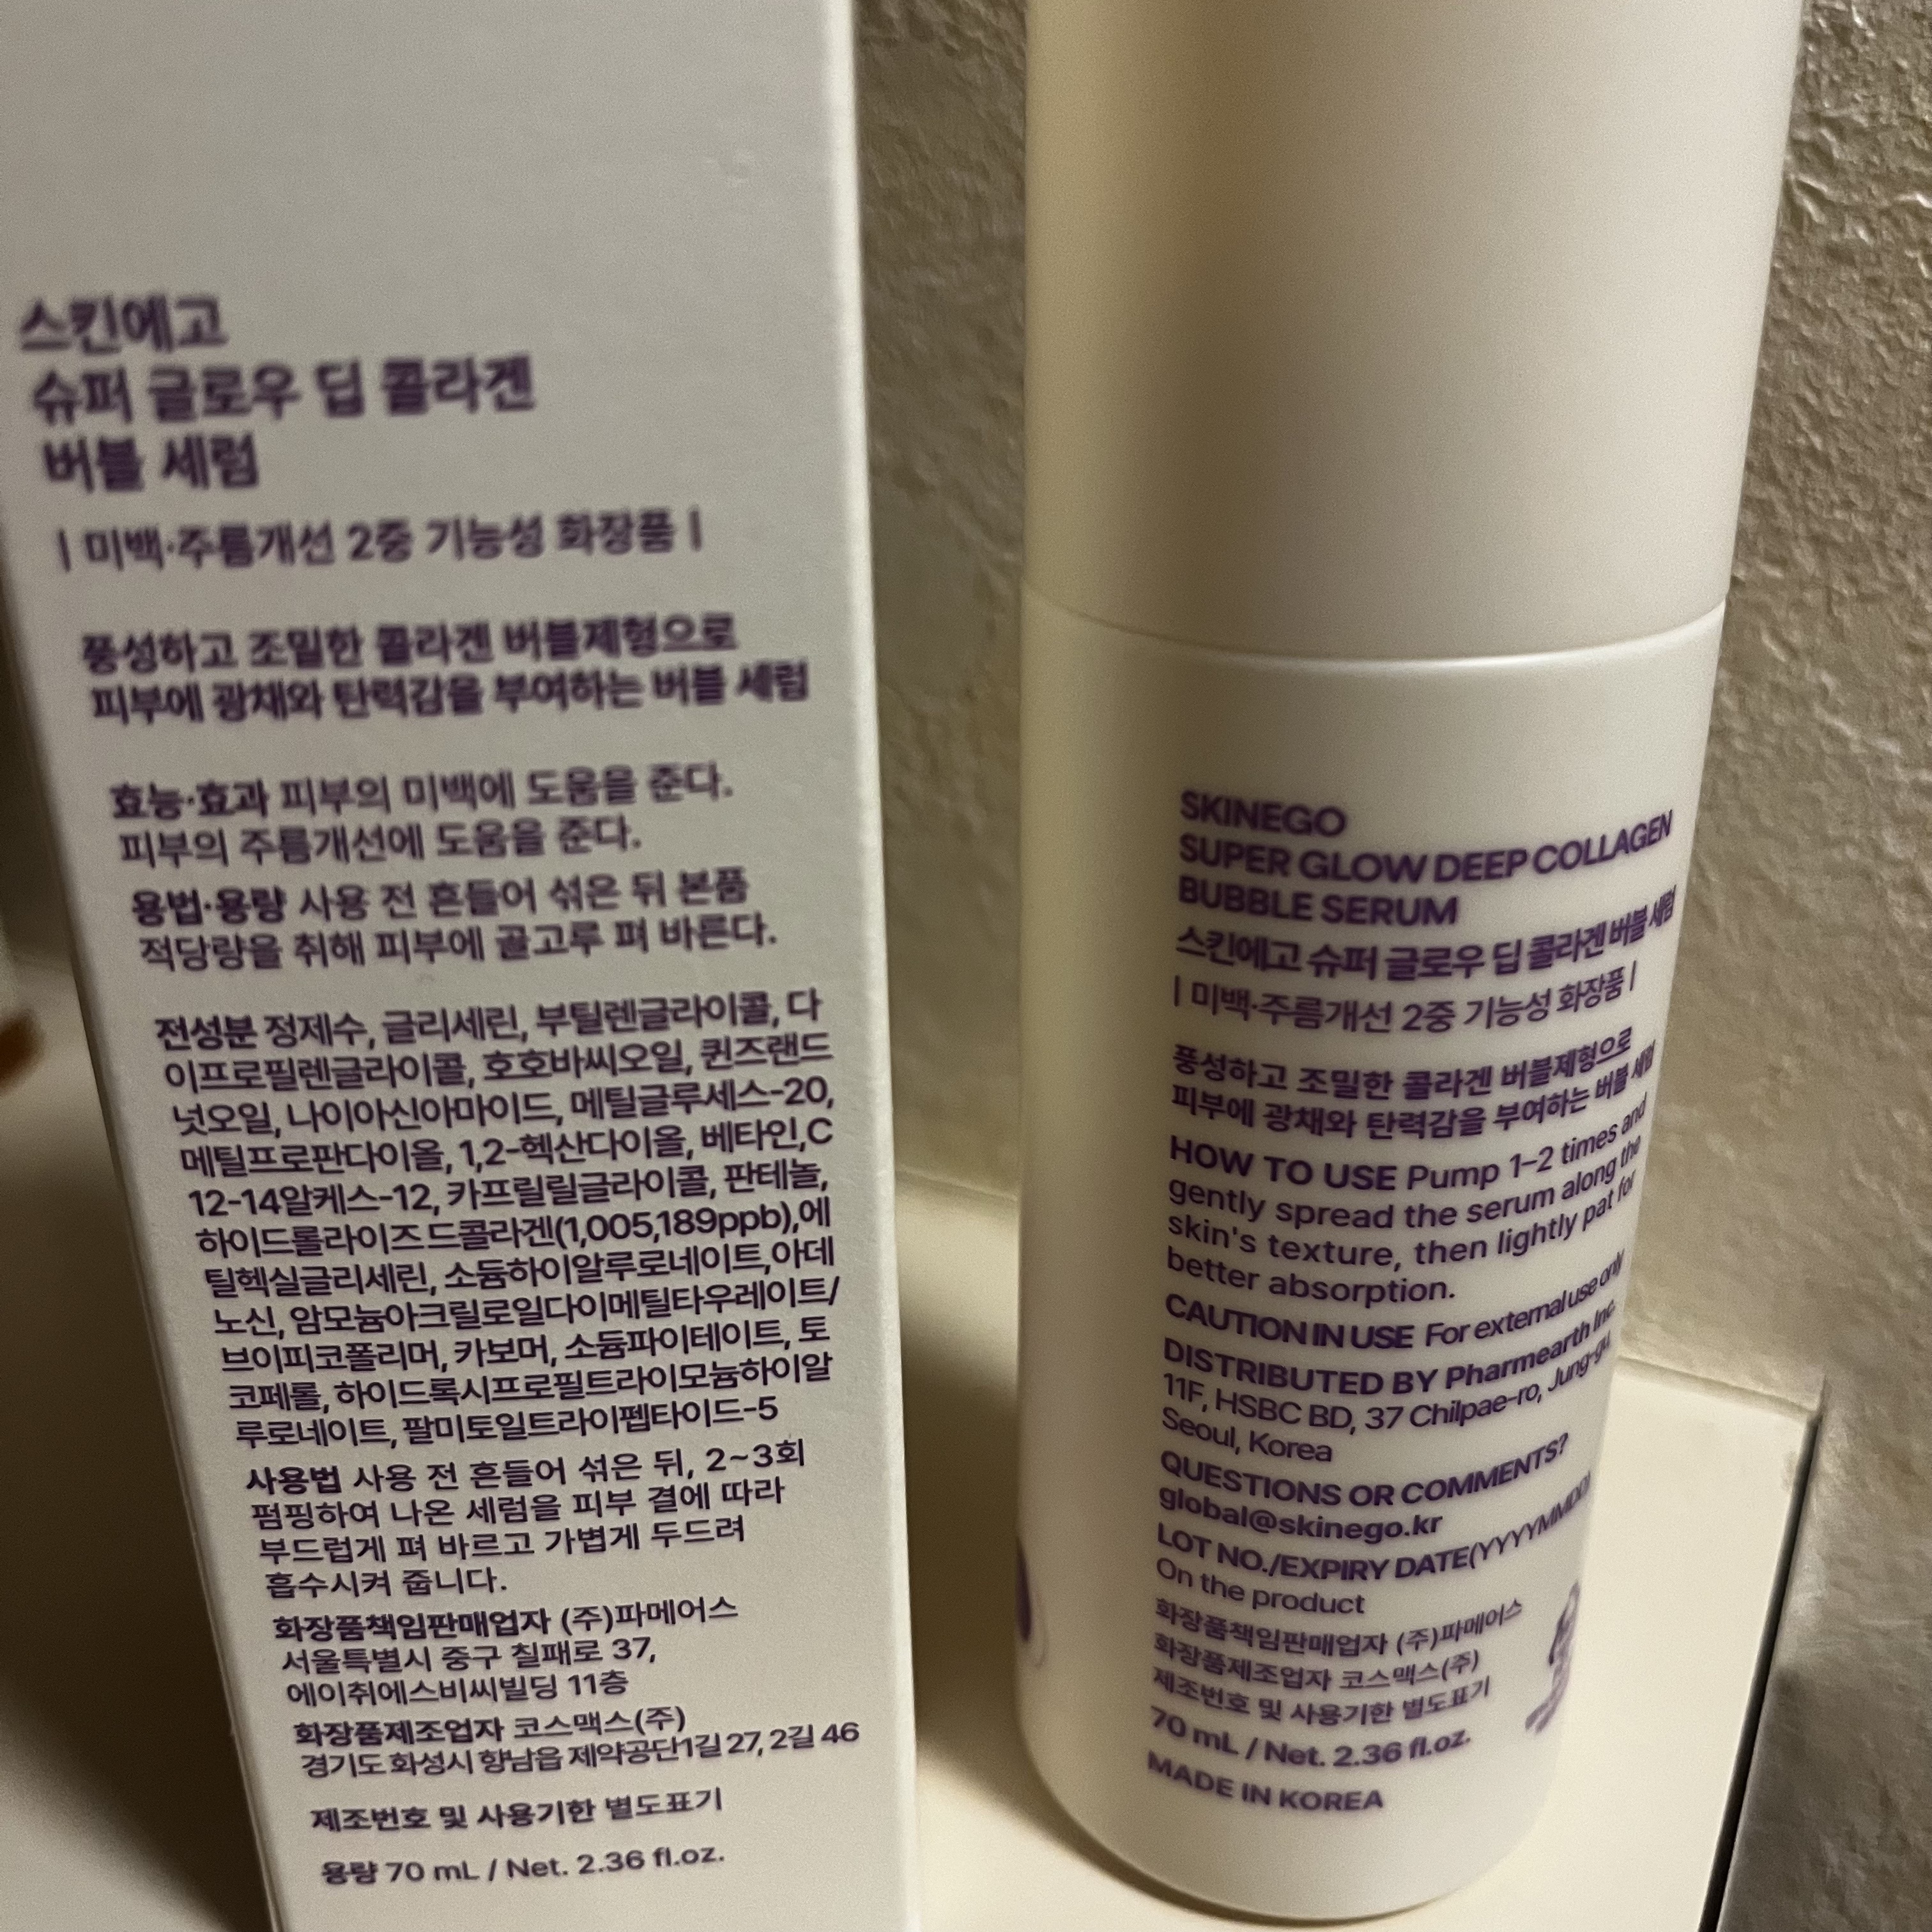 스킨에고
슈퍼 글로우 딥 콜라겐
버블 세럼
| 미백·주름개선 2중 기능성 화장품 |
풍성하고 조밀한 콜라겐 버블제형으로
피부에 광채와 탄력감을 부여하는 버블 세럼
효능·효과 피부의 미백에 도움을 준다.
피부의 주름개선에 도움을 준다.
용법·용량 사용 전 흔들어 섞은 뒤 본품
적당량을 취해 피부에 골고루 펴 바른다.
전성분 정제수, 글리세린, 부틸렌글라이콜, 다
이프로필렌글라이콜, 호호바씨오일, 퀸즈랜드
넛오일, 나이아신아마이드, 메틸글루세스-20,
메틸프로판다이올, 1,2-헥산다이올, 베타인,C
12-14알케스-12, 카프릴릴글라이콜, 판테놀,
하이드롤라이즈드콜라겐(1,005,189ppb),에
틸헥실글리세린, 소듐하이알루로네이트,아데
노신, 암모늄아크릴로일다이메틸타우레이트/
브이피코폴리머, 카보머, 소듐파이테이트, 토
코페롤, 하이드록시프로필트라이모늄하이알
루로네이트, 팔미토일트라이펩타이드-5
사용법 사용 전 흔들어 섞은 뒤, 2~3회
펌핑하여 나온 세럼을 피부 결에 따라
부드럽게 펴 바르고 가볍게 두드려
흡수시켜 줍니다.
화장품책임판매업자 (주)파메어스
서울특별시 중구 칠패로 37,
에이취에스비씨빌딩 11층
화장품제조업자 코스맥스(주)
경기도 화성시 향남읍 제약공단1길 27, 2길 46
제조번호 및 사용기한 별도표기
용량 70 mL / Net. 2.36 fl.oz.
SKINEGO
SUPER GLOW DEEP COLLAGEN
BUBBLE SERUM
스킨에고 슈퍼 글로우 딥 콜라겐 버블 세럼
| 미백·주름개선 2중 기능성 화장품 |
풍성하고 조밀한 콜라겐 버블제형으로
피부에 광채와 탄력감을 부여하는 버블 세럼
HOW TO USE Pump 1–2 times and
gently spread the serum along the
skin's texture, then lightly pat for
better absorption.
CAUTION IN USE For external use only
DISTRIBUTED BY Pharmearth Inc.
11F, HSBC BD, 37 Chilpae-ro, Jung-gu,
Seoul, Korea
QUESTIONS OR COMMENTS?
global@skinego.kr
LOT NO./EXPIRY DATE(YYYYMMDD)
On the product
화장품책임판매업자 (주)파메어스
화장품제조업자 코스맥스(주)
제조번호 및 사용기한 별도표기
70 mL / Net. 2.36 fl.oz.
MADE IN KOREA